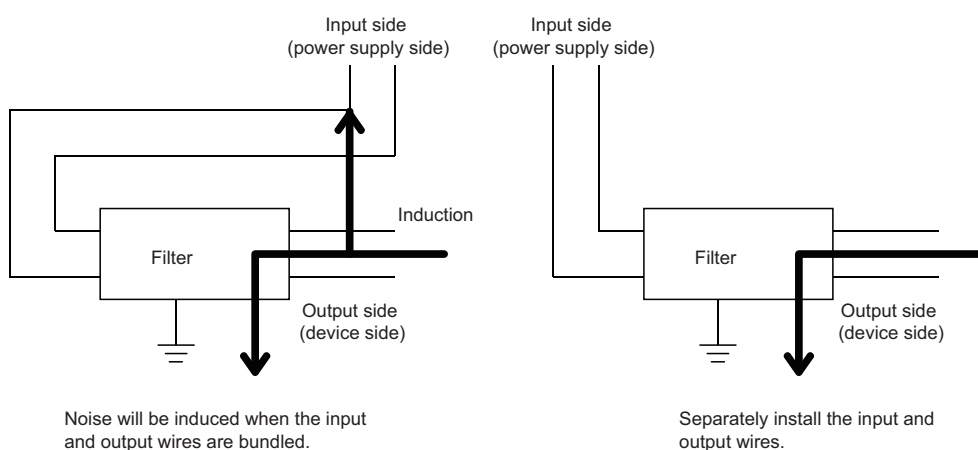 Input side
(power supply side)
Induction
Filter
Output side
(device side)
Noise will be induced when the input
and output wires are bundled.
Input side
(power supply side)
Filter
Output side
(device side)
Separately install the input and
output wires.